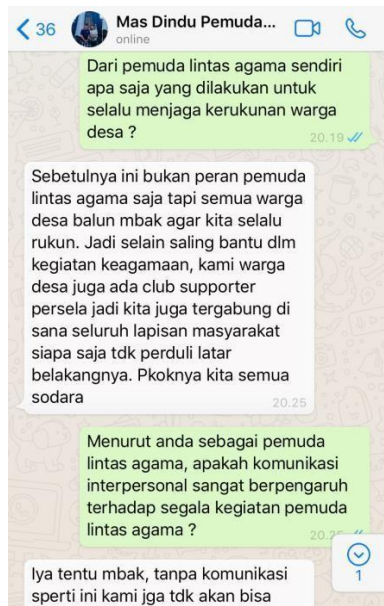 36
Mas Dindu Pemuda...
online
Dari pemuda lintas agama sendiri
apa saja yang dilakukan untuk
selalu menjaga kerukunan warga
desa ?
20.19
Sebetulnya ini bukan peran pemuda
lintas agama saja tapi semua warga
desa balun mbak agar kita selalu
rukun. Jadi selain saling bantu dlm
kegiatan keagamaan, kami warga
desa juga ada club supporter
persela jadi kita juga tergabung di
sana seluruh lapisan masyarakat
siapa saja tdk perduli latar
belakangnya. Pkoknya kita semua
sodara
20.25
Menurut anda sebagai pemuda
lintas agama, apakah komunikasi
interpersonal sangat berpengaruh
terhadap segala kegiatan pemuda
lintas agama ?
1
Iya tentu mbak, tanpa komunikasi
sperti ini kami jga tdk akan bisa